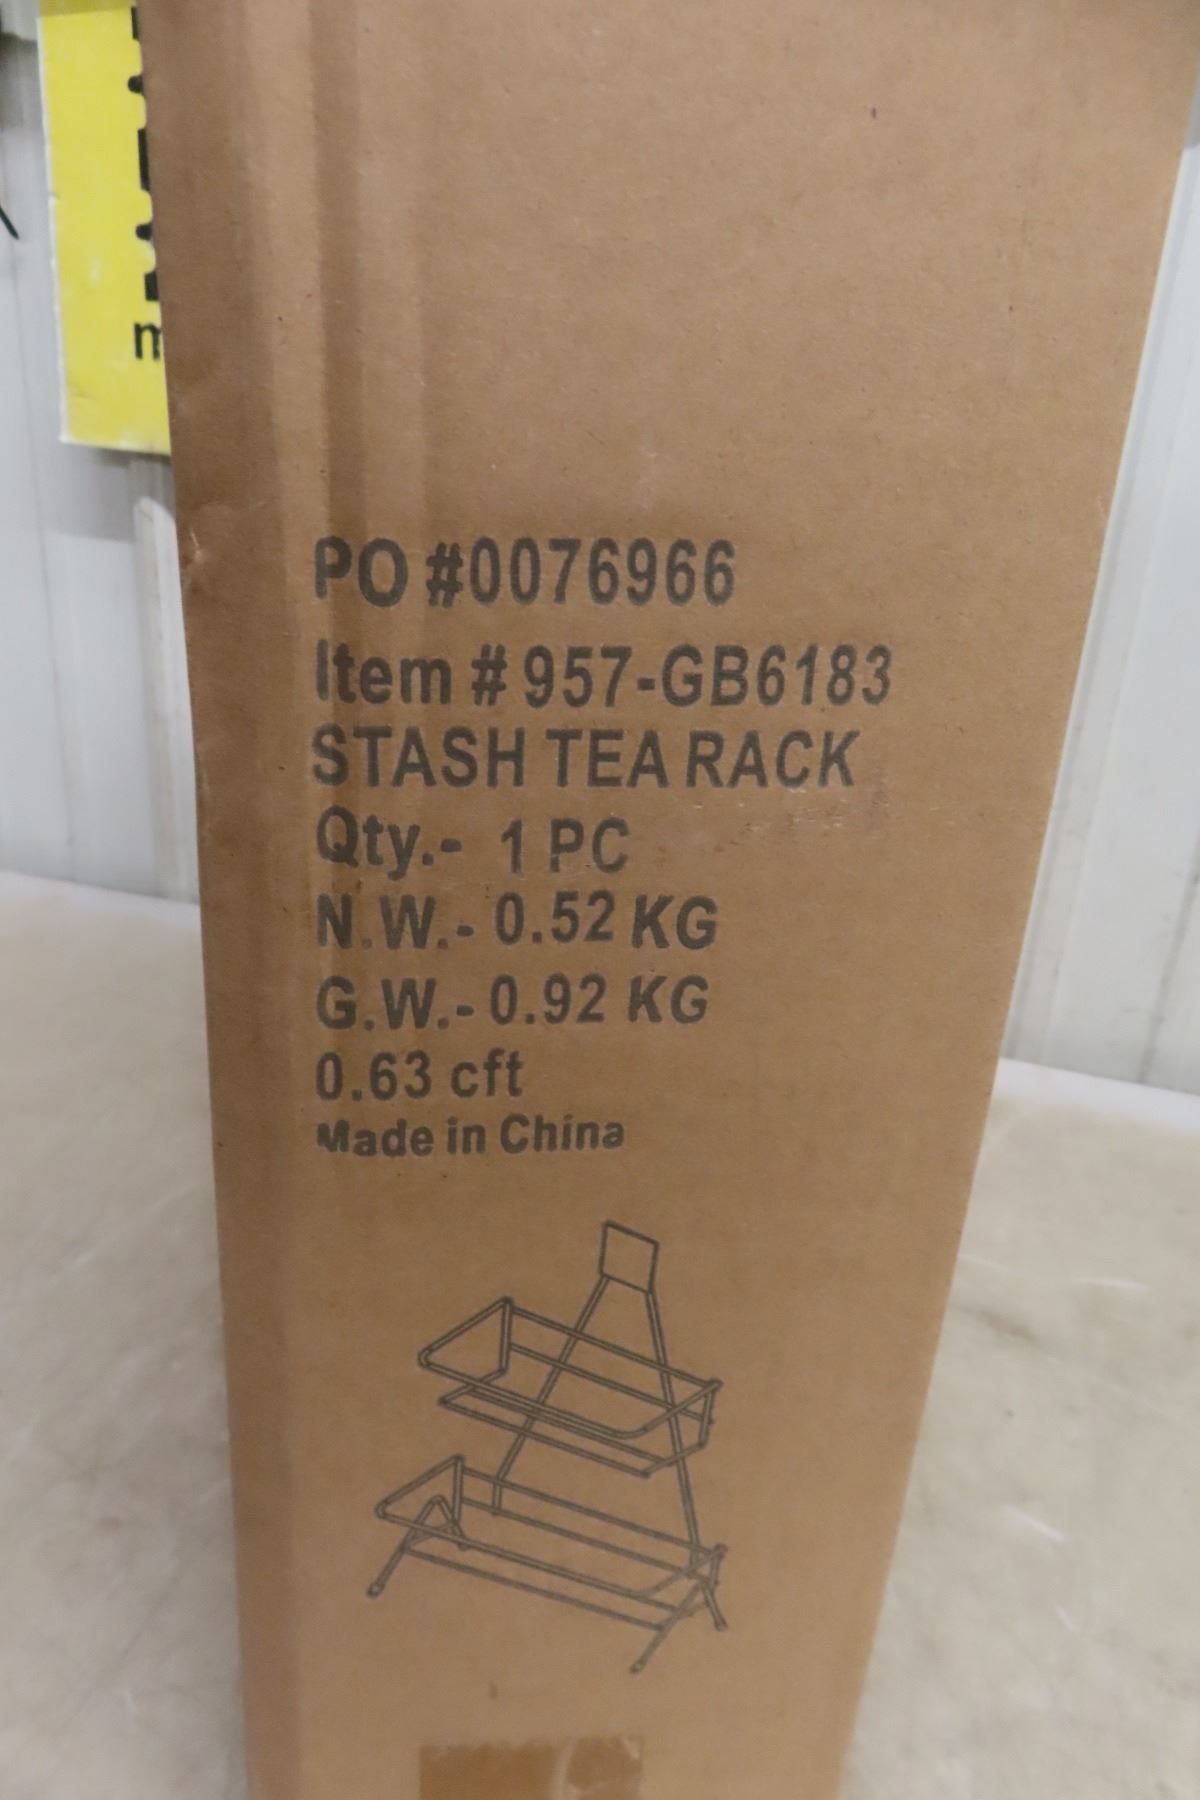 PO #0076966
Item # 957-GB6183
STASH TEA RACK
Qty.- 1 PC
N.W.- 0.52 KG
G.W.- 0.92 KG
0.63 cft
Made in China